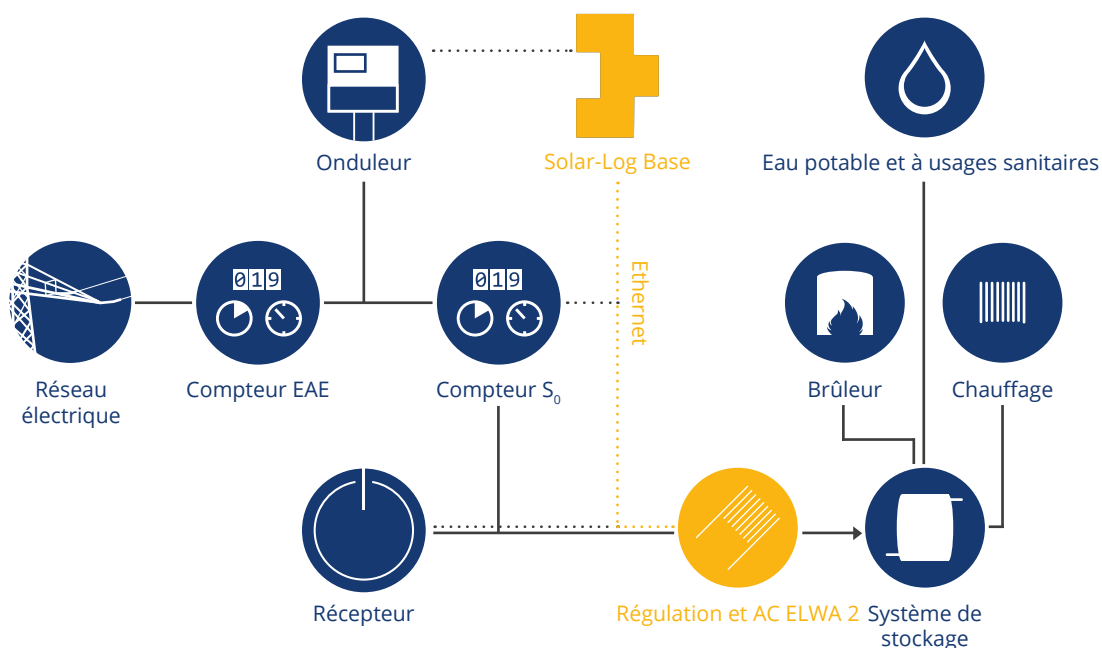 Onduleur
Solar-Log Base
Eau potable et à usages sanitaires
019
019
Ethernet
Réseau
électrique
Compteur EAE
Compteur S₀
Brûleur
Chauffage
Récepteur
Régulation et AC ELWA 2
Système de
stockage